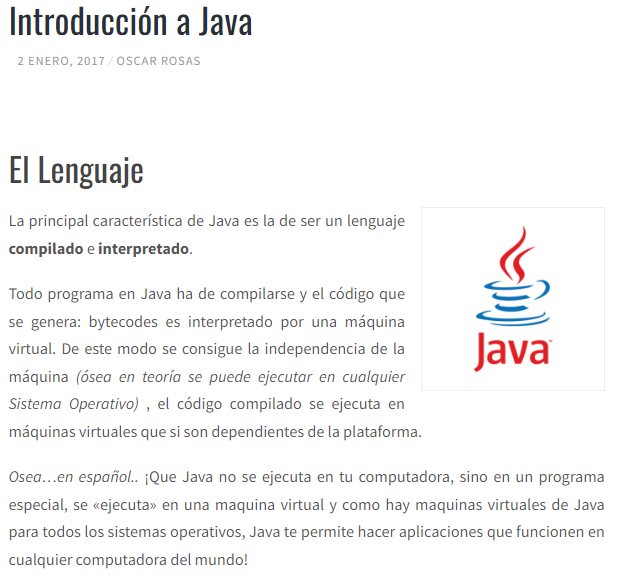 Introducción a Java
2 ENERO, 2017 / OSCAR ROSAS
El Lenguaje
La principal característica de Java es la de ser un lenguaje
compilado e interpretado.
Todo programa en Java ha de compilarse y el código que
se genera: bytecodes es interpretado por una máquina
virtual. De este modo se consigue la independencia de la
máquina (ósea en teoría se puede ejecutar en cualquier
Sistema Operativo) , el código compilado se ejecuta en
máquinas virtuales que si son dependientes de la plataforma.
Java™
Osea…en español.. ¡Que Java no se ejecuta en tu computadora, sino en un programa
especial, se «ejecuta» en una maquina virtual y como hay maquinas virtuales de Java
para todos los sistemas operativos, Java te permite hacer aplicaciones que funcionen en
cualquier computadora del mundo!